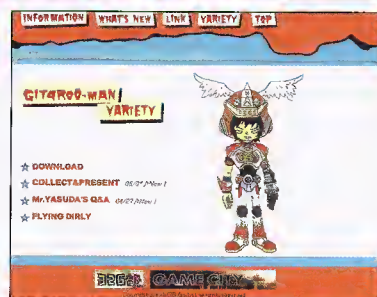 INFORMATION WHAT'S NEW LINK VARIETY TOP
GITAROO-MAN
VARIETY
☆ DOWNLOAD
☆ COLLECT&PRESENT
☆ Mr.YASUDA'S Q&A
☆ FLYING DIRLY
GAME CITY